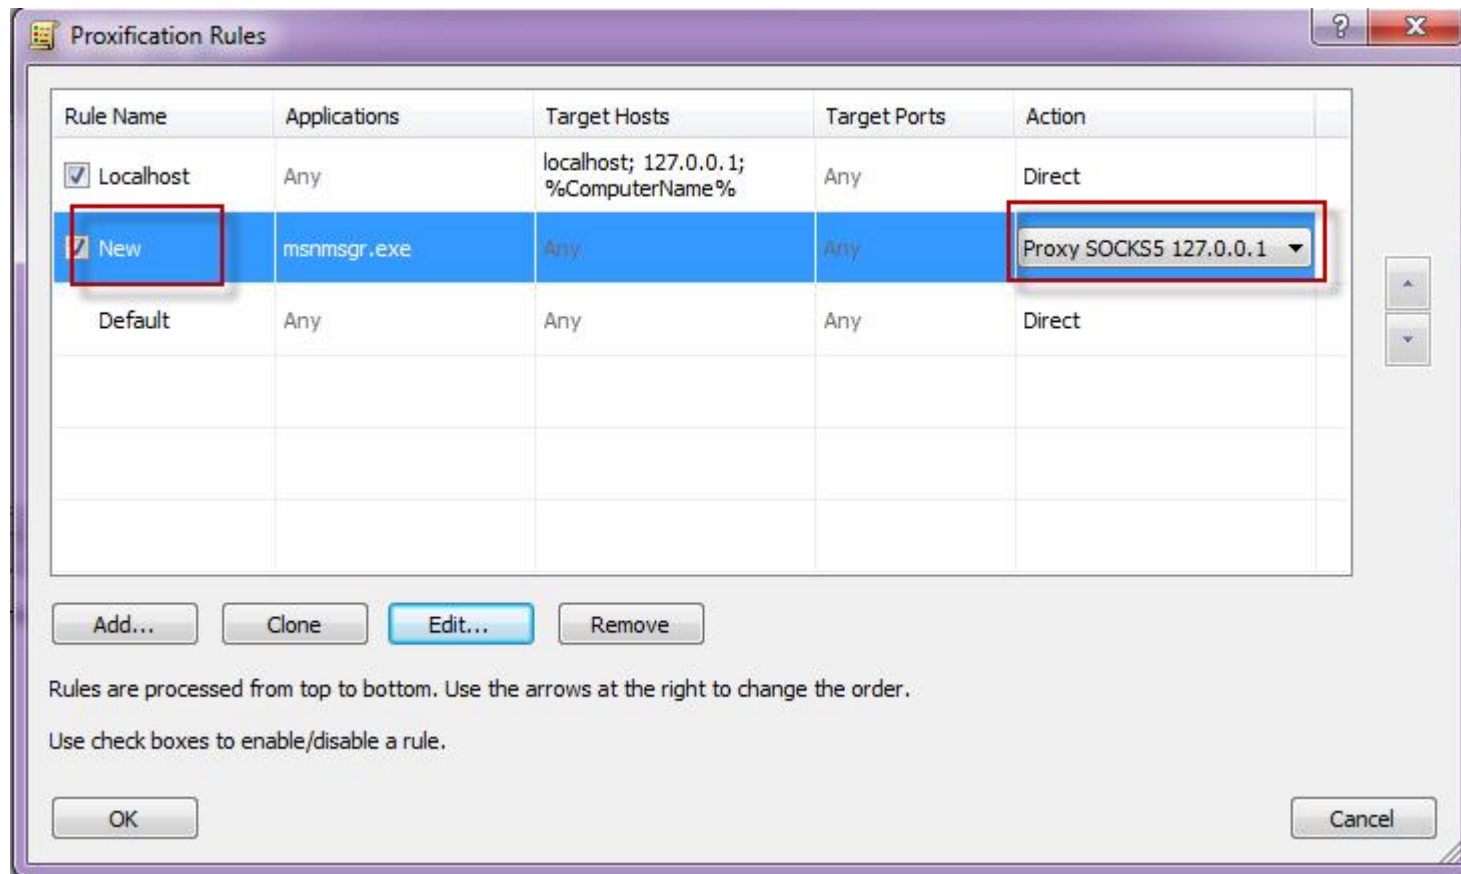 Proxification Rules
Rule Name Applications Target Hosts Target Ports Action
Localhost Any localhost; 127.0.0.1; Any Direct
%ComputerName%
New msnmsgr.exe Any Any Proxy SOCKS5 127.0.0.1
Default Any Any Any Direct
Add... Clone Edit... Remove
Rules are processed from top to bottom. Use the arrows at the right to change the order.
Use check boxes to enable/disable a rule.
OK Cancel